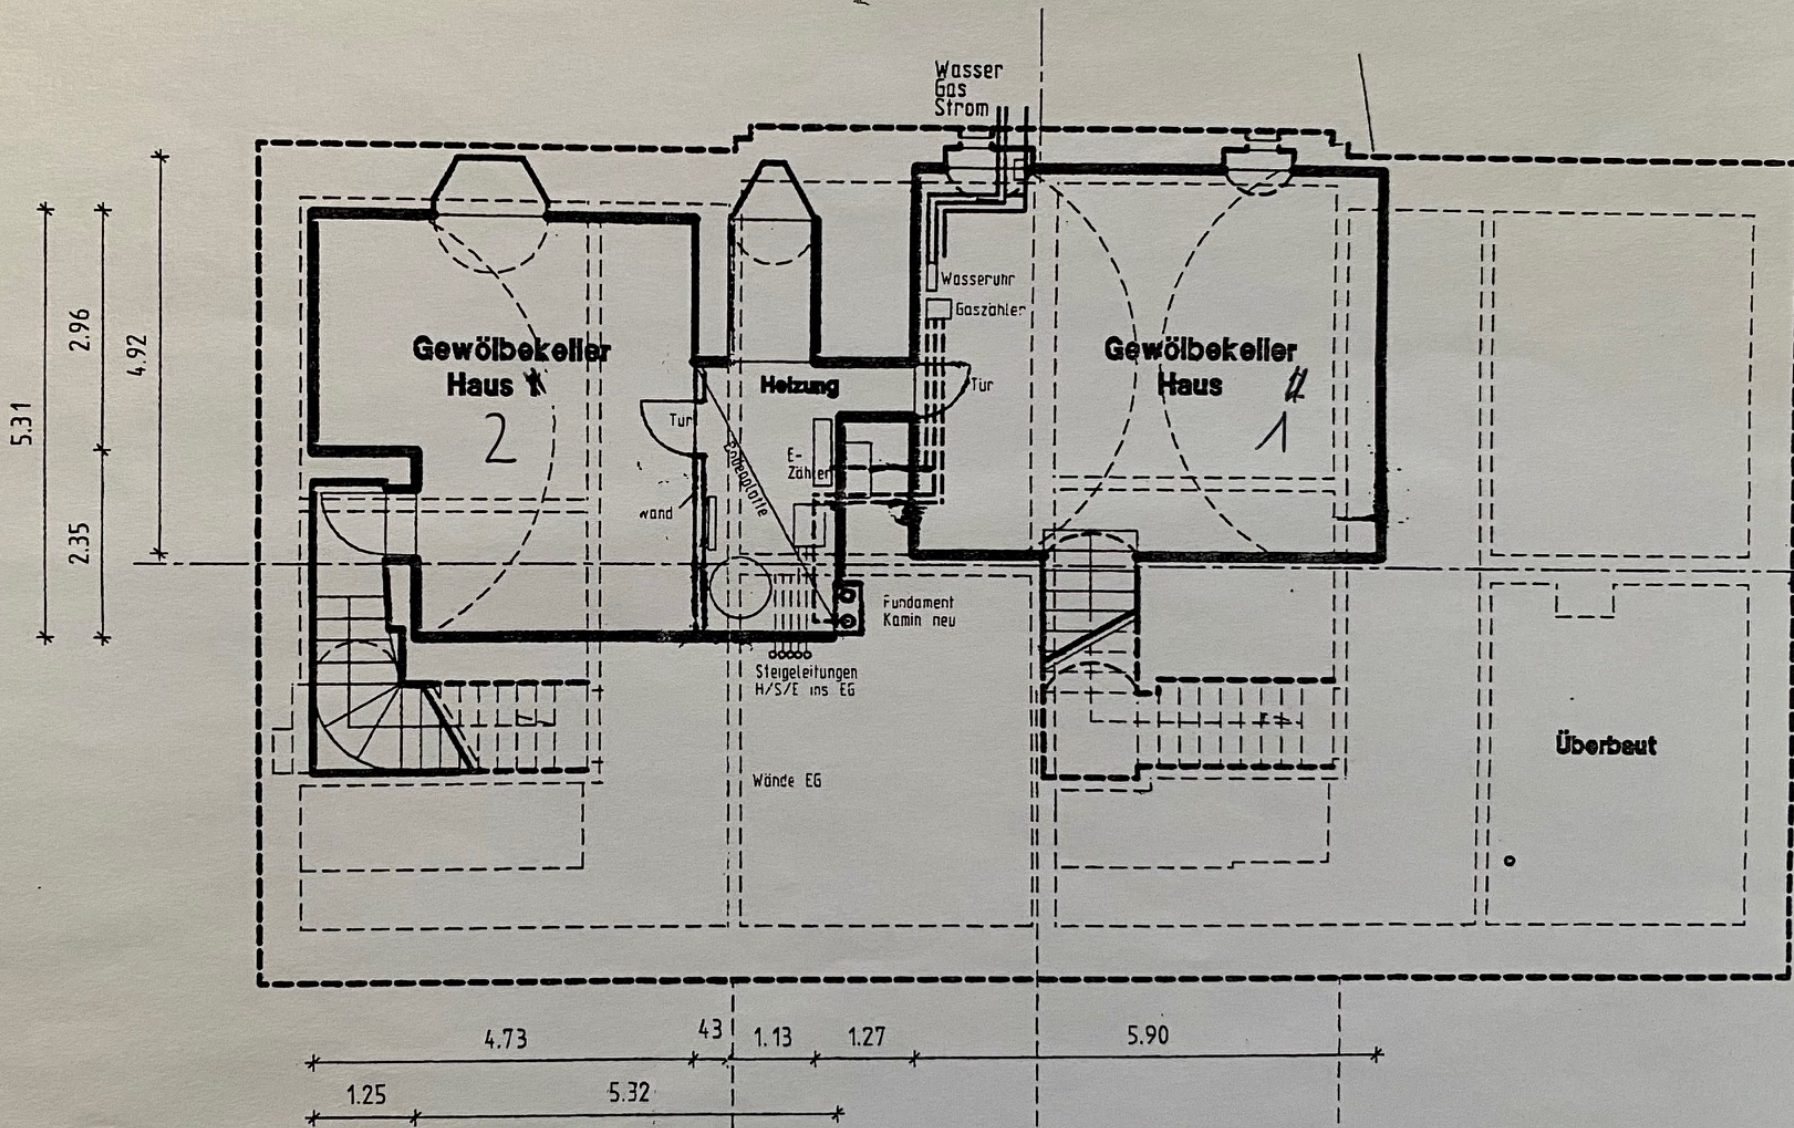 Wasser
Gas
Strom
Wasseruhr
Gaszähler
Gewölbekeller
Haus
2
Heizung
Tür
Gewölbekeller
Haus
1
Tür
E-
Zähler
Bodenplatte
wand
Fundament
Kamin neu
Steigeleitungen
H/S/E ins EG
Wände EG
Überbaut
5.31
2.96
2.35
4.92
4.73
43
1.13
1.27
5.90
1.25
5.32